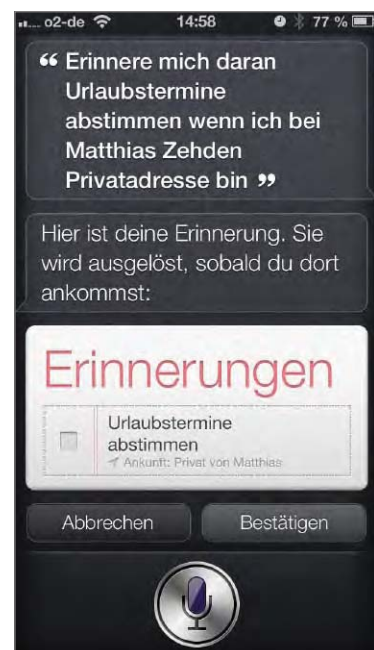 o2-de 14:58 77 %
“ Erinnere mich daran
Urlaubstermine
abstimmen wenn ich bei
Matthias Zehden
Privatadresse bin ”
Hier ist deine Erinnerung. Sie
wird ausgelöst, sobald du dort
ankommst:
Erinnerungen
Urlaubstermine
abstimmen
Ankunft: Privat von Matthias
Abbrechen Bestätigen